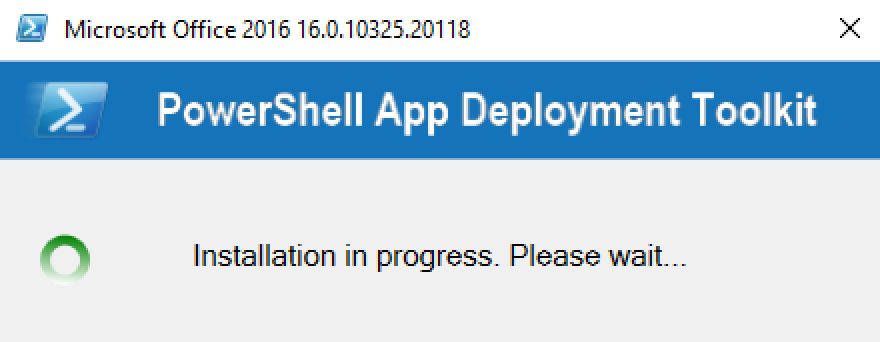 Microsoft Office 2016 16.0.10325.20118
PowerShell App Deployment Toolkit
Installation in progress. Please wait...